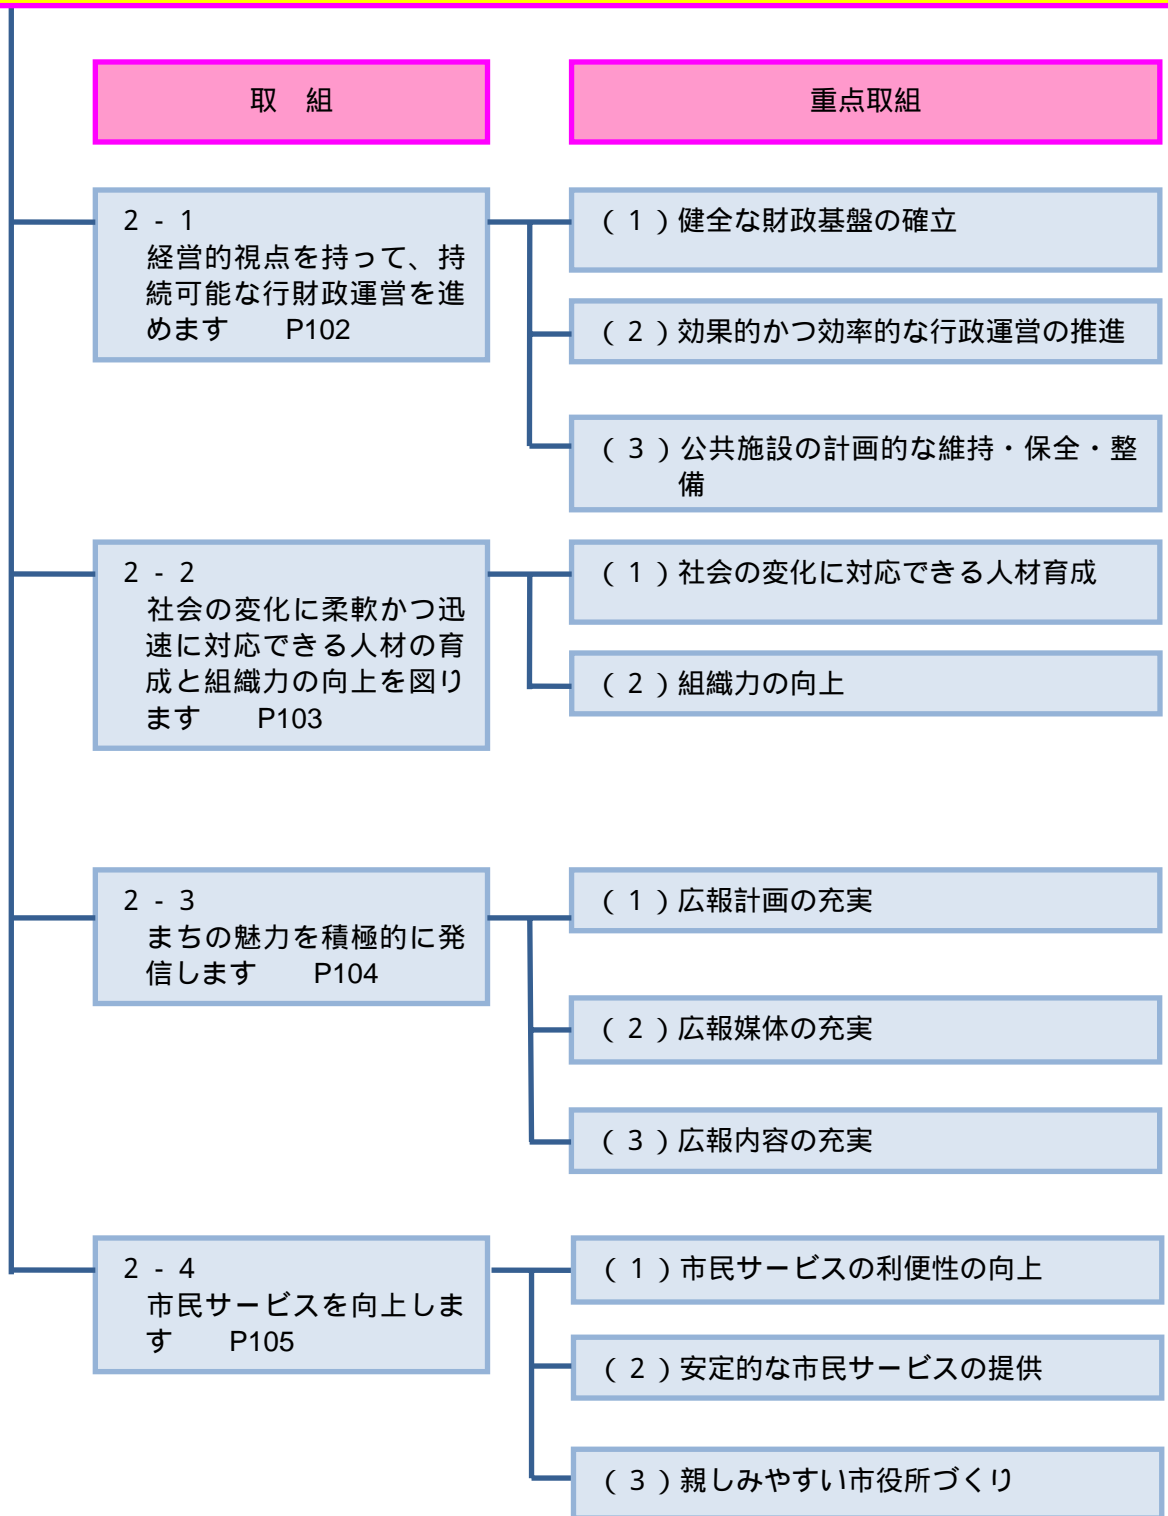 取　組
重点取組
2 - 1
経営的視点を持って、持
続可能な行財政運営を進
めます　　P102
( 1 ) 健全な財政基盤の確立
( 2 ) 効果的かつ効率的な行政運営の推進
( 3 ) 公共施設の計画的な維持・保全・整
備
2 - 2
社会の変化に柔軟かつ迅
速に対応できる人材の育
成と組織力の向上を図り
ます　　P103
( 1 ) 社会の変化に対応できる人材育成
( 2 ) 組織力の向上
2 - 3
まちの魅力を積極的に発
信します　　P104
( 1 ) 広報計画の充実
( 2 ) 広報媒体の充実
( 3 ) 広報内容の充実
2 - 4
市民サービスを向上しま
す　　P105
( 1 ) 市民サービスの利便性の向上
( 2 ) 安定的な市民サービスの提供
( 3 ) 親しみやすい市役所づくり